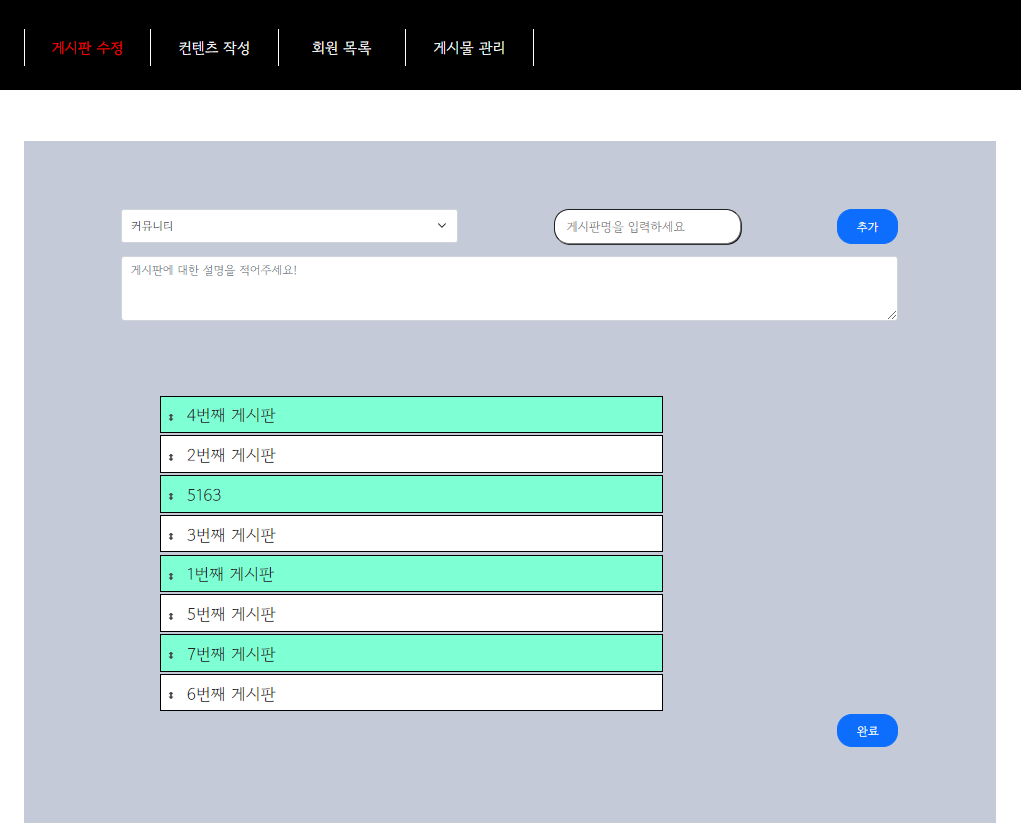 게시판 수정 컨텐츠 작성 회원 목록 게시물 관리
커뮤니티 게시판명을 입력하세요 추가
게시판에 대한 설명을 적어주세요!
4번째 게시판
2번째 게시판
5163
3번째 게시판
1번째 게시판
5번째 게시판
7번째 게시판
6번째 게시판
완료